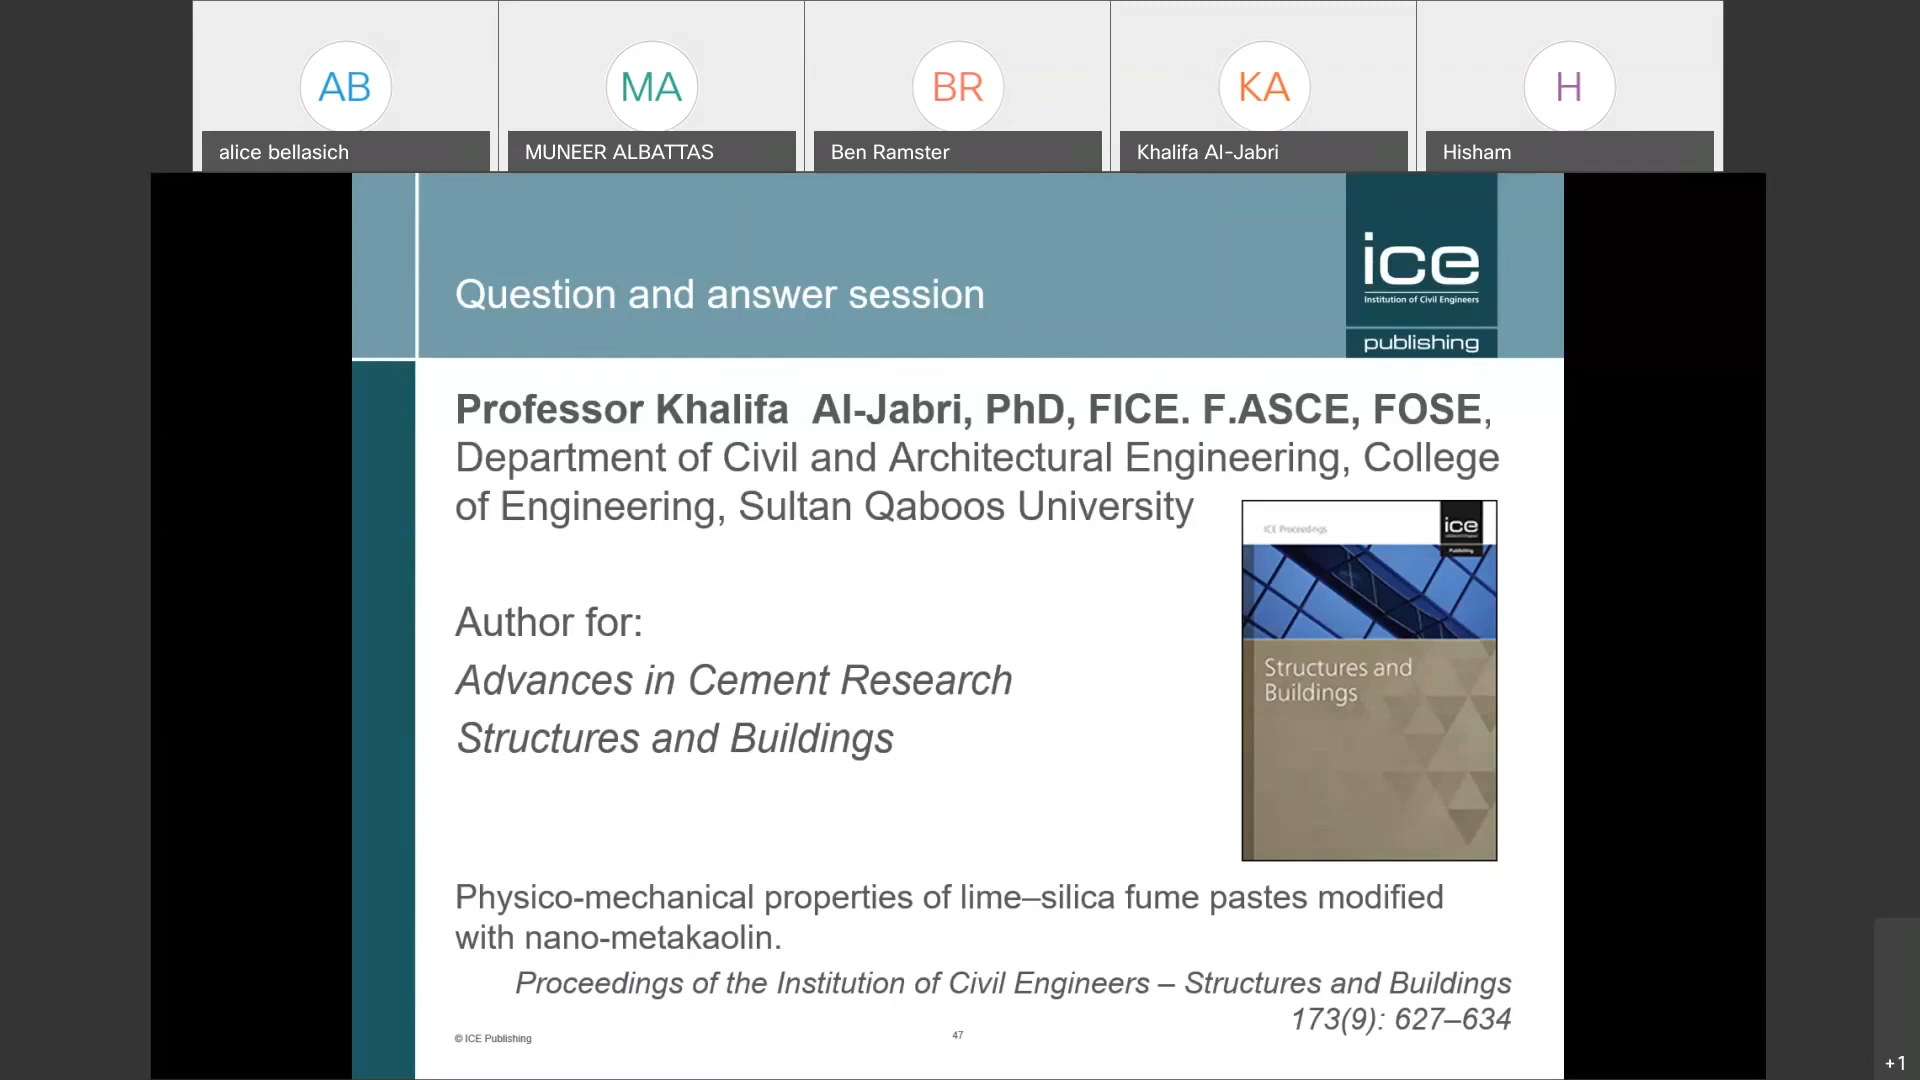 AB
MA
BR
KA
H
alice bellasich
MUNEER ALBATTAS
Ben Ramster
Khalifa Al-Jabri
Hisham
ice
Institution of Civil Engineers
publishing
Question and answer session
Professor Khalifa Al-Jabri, PhD, FICE. F.ASCE, FOSE,
Department of Civil and Architectural Engineering, College
of Engineering, Sultan Qaboos University
ICE Proceedings
ice
Publishing
Structures and
Buildings
Author for:
Advances in Cement Research
Structures and Buildings
Physico-mechanical properties of lime–silica fume pastes modified
with nano-metakaolin.
Proceedings of the Institution of Civil Engineers – Structures and Buildings
173(9): 627–634
© ICE Publishing
47
+1